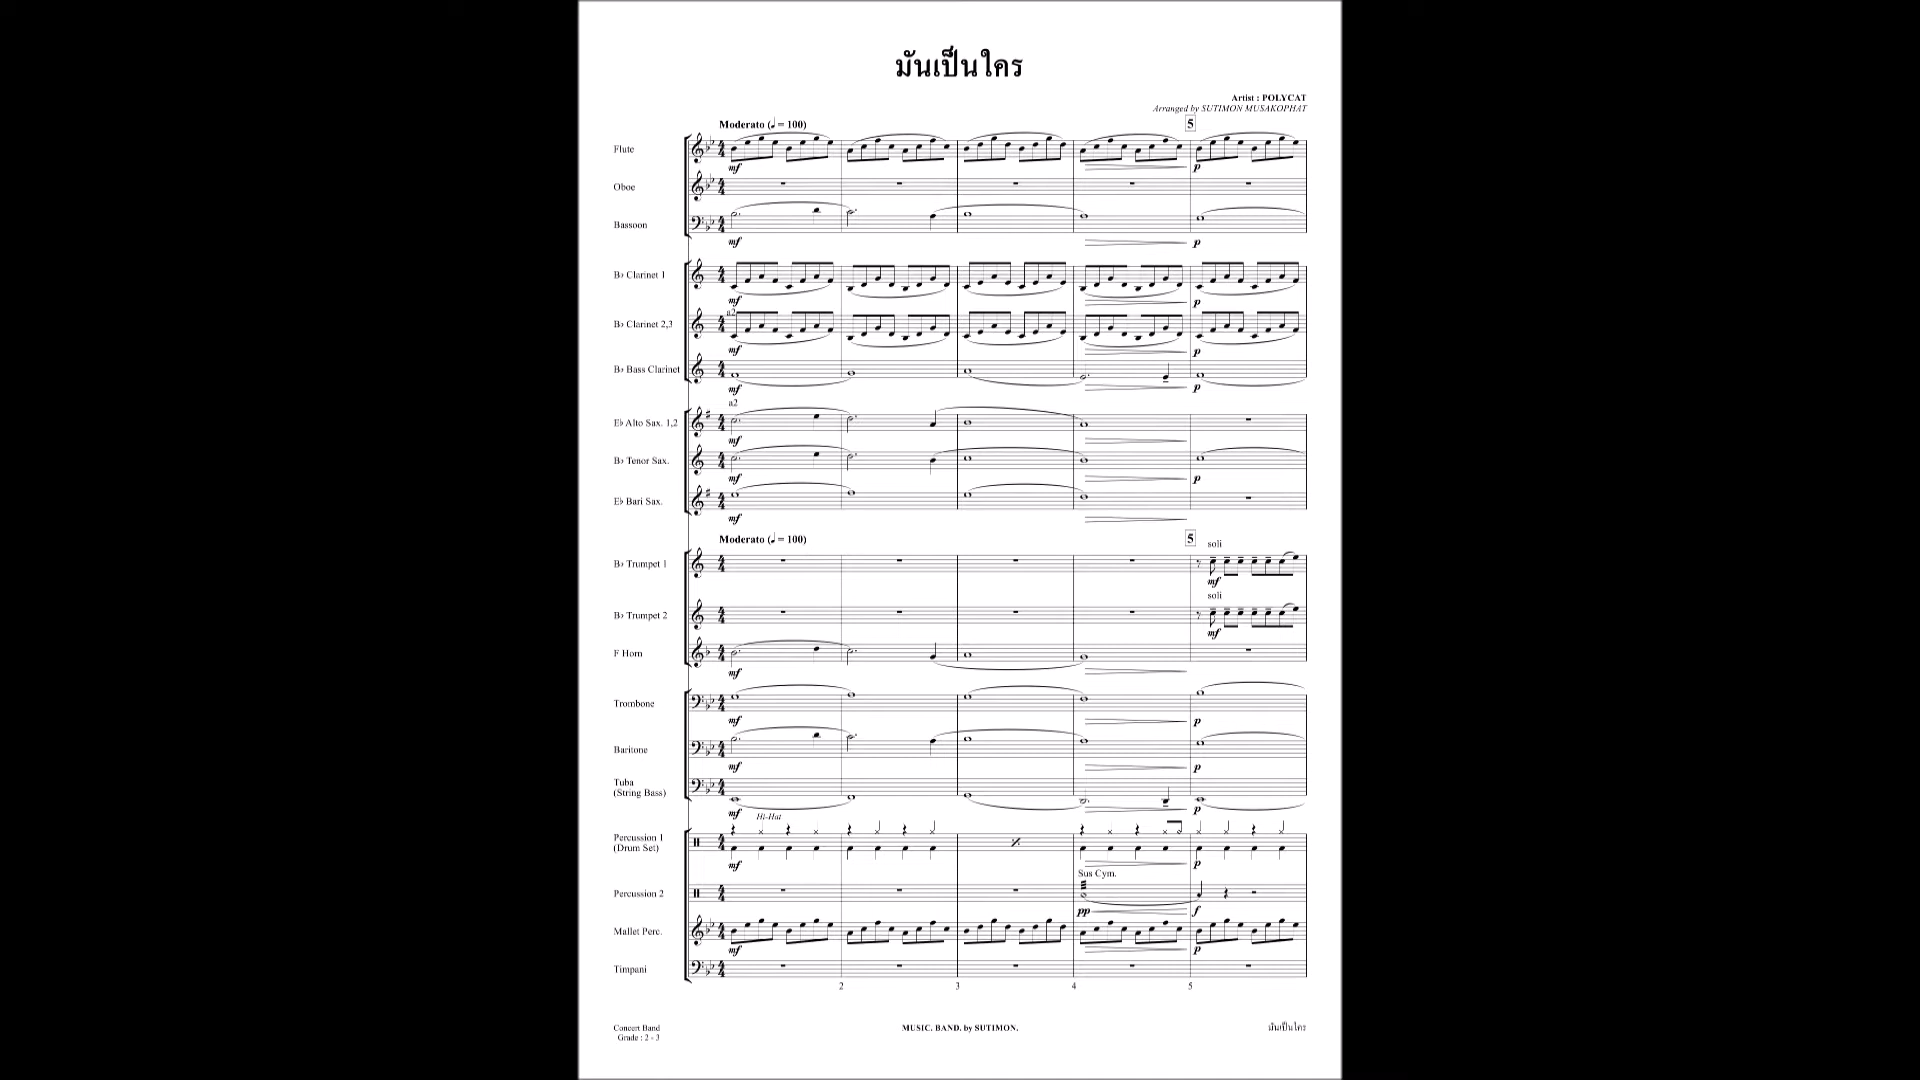 มันเป็นใคร
Artist : POLYCAT
Arranged by SUTIMON MUSAKOPHAT
Moderato (♩ = 100)
5
Flute
mf
p
Oboe
Bassoon
mf
p
B♭ Clarinet 1
mf
p
a2
B♭ Clarinet 2,3
mf
p
B♭ Bass Clarinet
mf
p
a2
E♭ Alto Sax. 1,2
mf
B♭ Tenor Sax.
mf
p
E♭ Bari Sax.
mf
Moderato (♩ = 100)
5
soli
B♭ Trumpet 1
mf
soli
B♭ Trumpet 2
mf
F Horn
mf
Trombone
mf
p
Baritone
mf
p
Tuba
(String Bass)
mf
p
Hi-Hat
Percussion 1
(Drum Set)
mf
p
Sus Cym.
Percussion 2
pp
f
Mallet Perc.
mf
p
Timpani
2 3 4 5
Concert Band
Grade : 2 - 3
MUSIC. BAND. by SUTIMON.
มันเป็นใคร